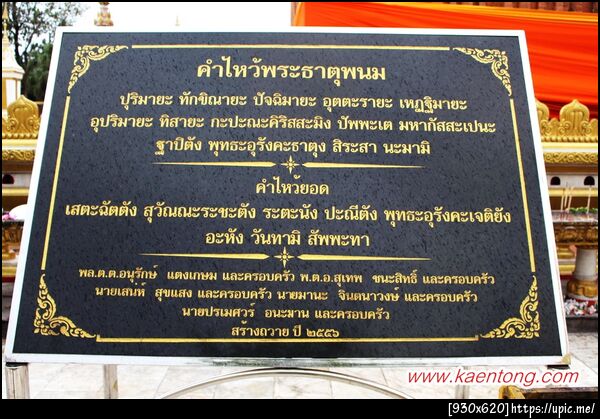 คำไหว้พระธาตุพนม
ปุริมายะ ทักขิณายะ ปัจฉิมายะ อุตตะรายะ เหฏฐิมายะ
อุปริมายะ ทิสายะ กะปะณะคิริสสะมิง ปัพพะเต มหากัสสะเปนะ
ฐาปิตัง พุทธะอุรังคะธาตุง สิระสา นะมามิ
คำไหว้ยอด
เสตะฉัตตัง สุวัณณะระชะตัง ระตะนัง ปะณีตัง พุทธะอุรังคะเจติยัง
อะหัง วันทามิ สัพพะทา
พล.ต.ต.อนุรักษ์ แตงเกษม และครอบครัว พ.ต.อ.สุเทพ ชนะสิทธิ์ และครอบครัว
นายเสน่ห์ สุขแสง และครอบครัว นายมานะ จินตนาวงษ์ และครอบครัว
นายปรเมศวร์ อนะมาน และครอบครัว
สร้างถวาย ปี ๒๕๕๖
www.kaentong.com
[930x620]https://upic.me/